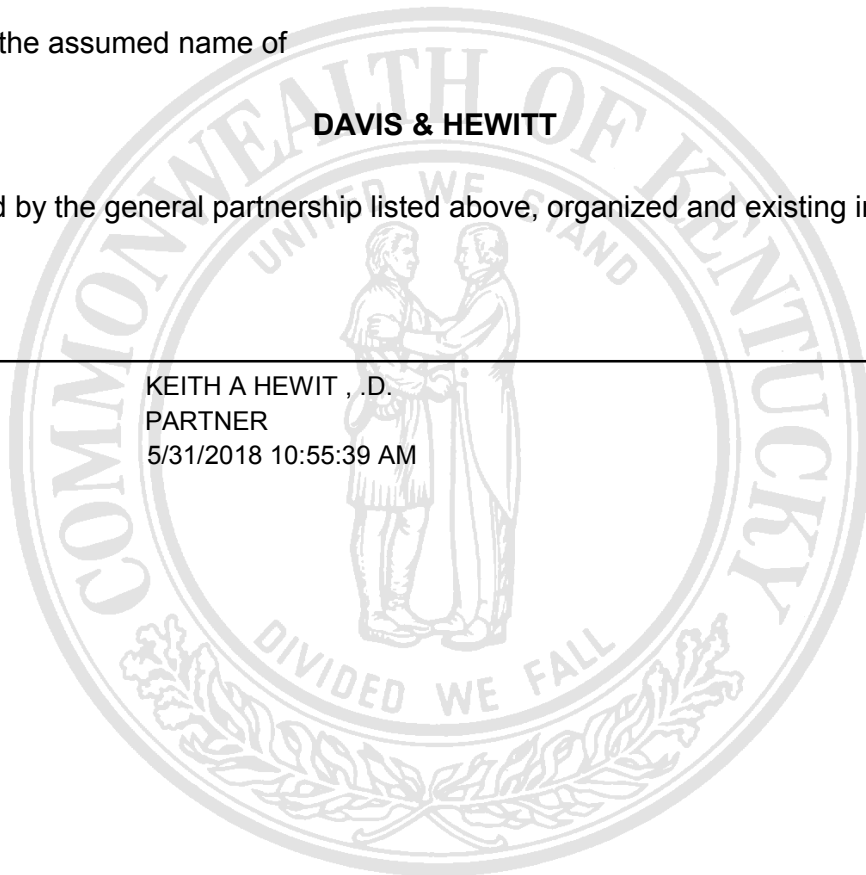 the assumed name of
DAVIS & HEWITT
d by the general partnership listed above, organized and existing in
KEITH A HEWIT , .D.
PARTNER
5/31/2018 10:55:39 AM
COMMONWEALTH OF KENTUCKY
UNITED WE STAND
DIVIDED WE FALL